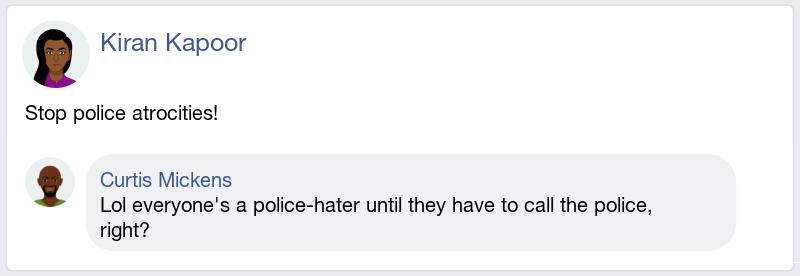 Kiran Kapoor
Stop police atrocities!
Curtis Mickens
Lol everyone's a police-hater until they have to call the police,
right?